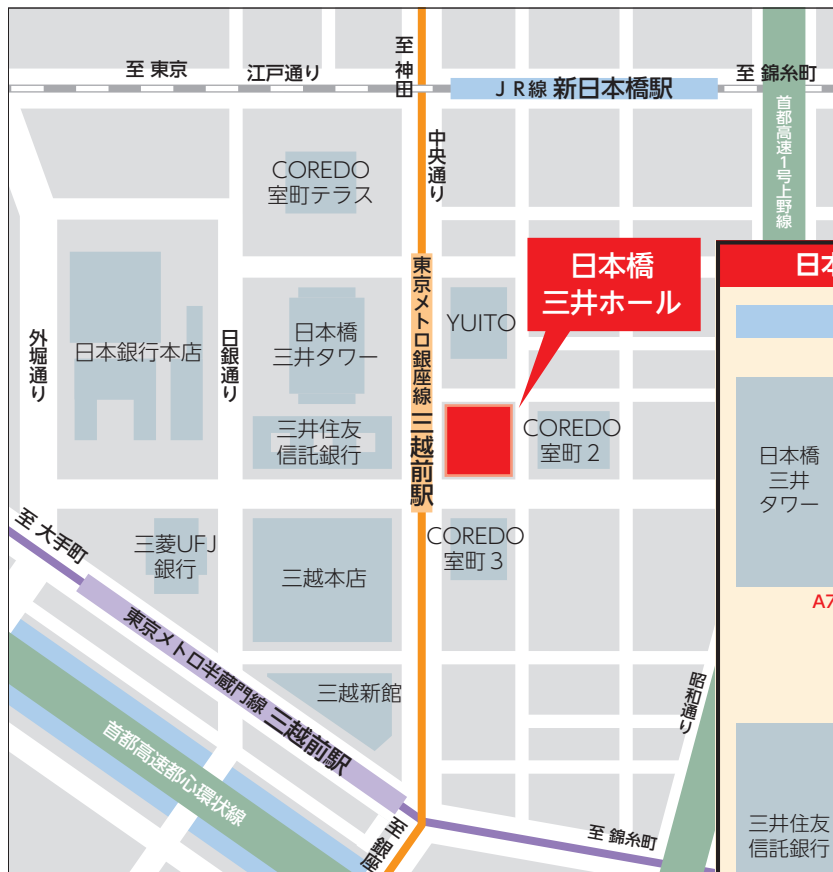 至 東京
江戸通り
至 神田
JR線 新日本橋駅
至 錦糸町
首都高速1号上野線
中央通り
COREDO
室町テラス
日本橋
三井ホール
日本
東京メトロ銀座線 三越前駅
YUITO
外堀通り
日本銀行本店
日銀通り
日本橋
三井タワー
三井住友
信託銀行
COREDO
室町2
日本橋
三井
タワー
至 大手町
三菱UFJ
銀行
三越本店
COREDO
室町3
A7
東京メトロ半蔵門線 三越前駅
三越新館
昭和通り
首都高速都心環状線
至 銀座
至 錦糸町
三井住友
信託銀行